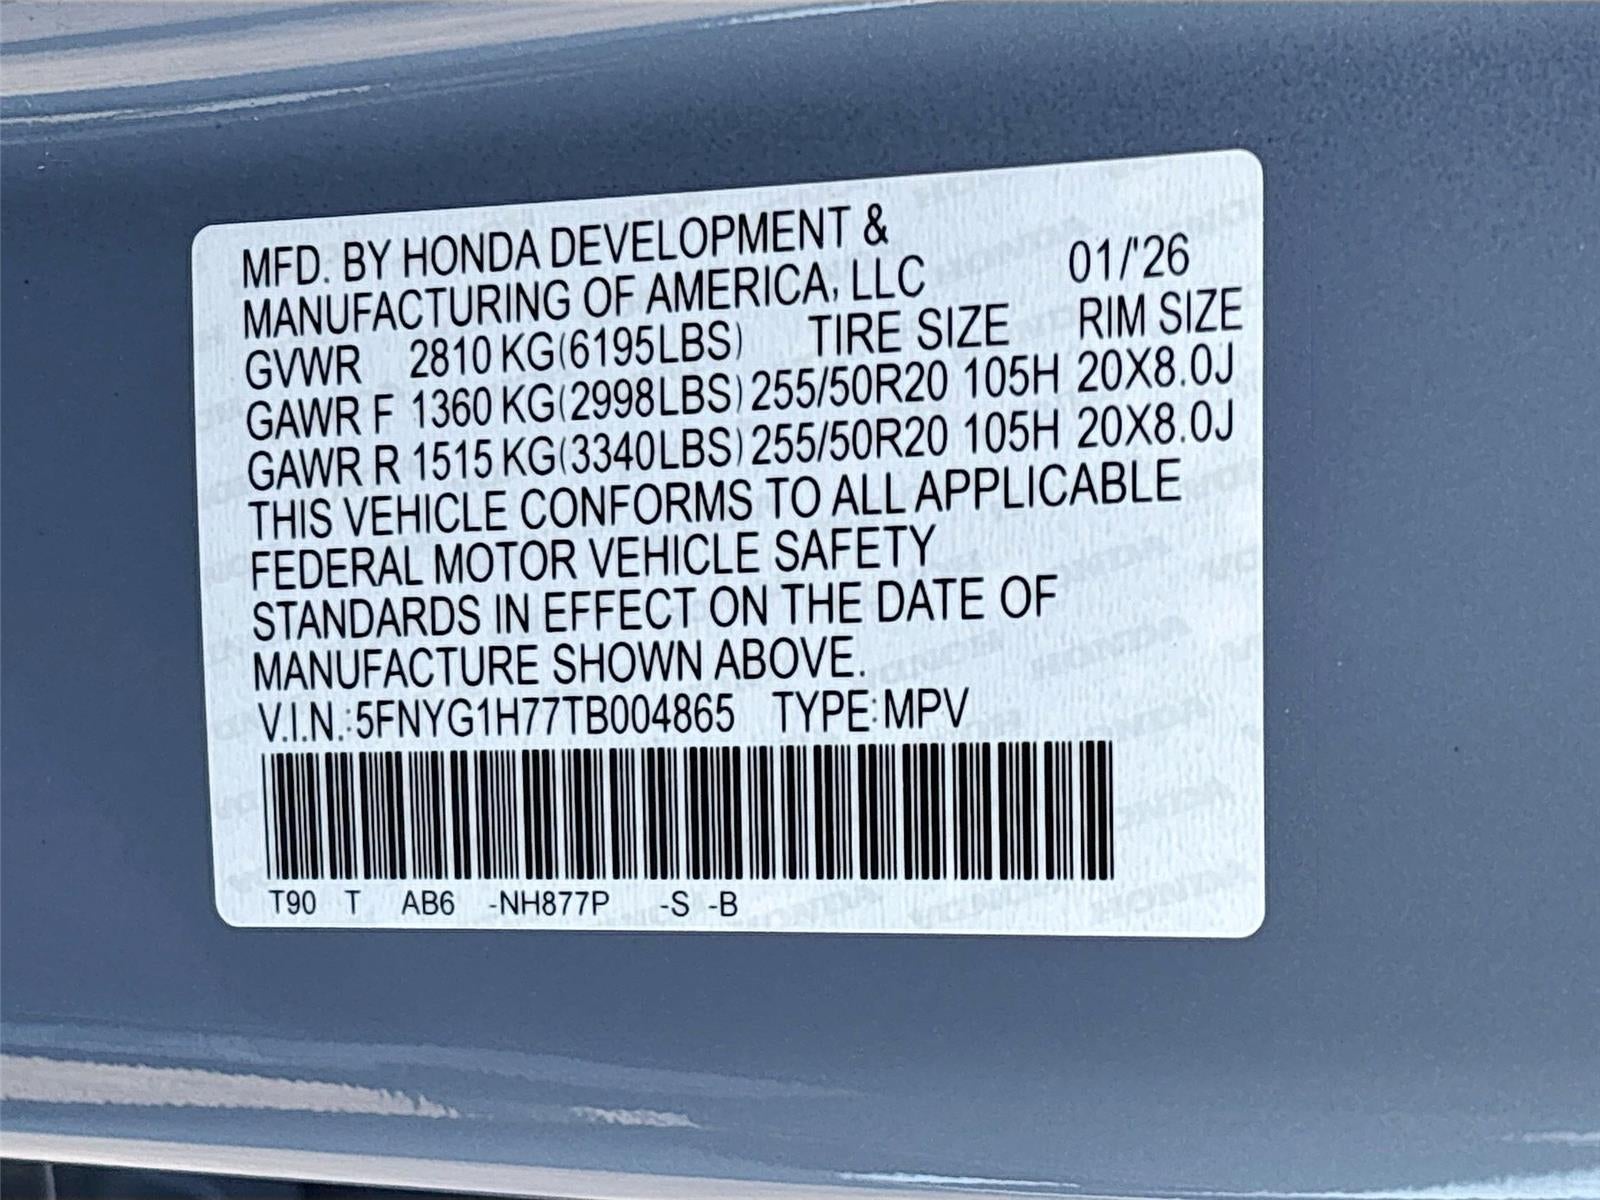 MFD. BY HONDA DEVELOPMENT &
MANUFACTURING OF AMERICA, LLC 01/'26
GVWR 2810 KG(6195LBS) TIRE SIZE RIM SIZE
GAWR F 1360 KG(2998LBS) 255/50R20 105H 20X8.0J
GAWR R 1515 KG(3340LBS) 255/50R20 105H 20X8.0J
THIS VEHICLE CONFORMS TO ALL APPLICABLE
FEDERAL MOTOR VEHICLE SAFETY
STANDARDS IN EFFECT ON THE DATE OF
MANUFACTURE SHOWN ABOVE.
V.I.N.:5FNYG1H77TB004865 TYPE:MPV
T90 T AB6 -NH877P -S -B